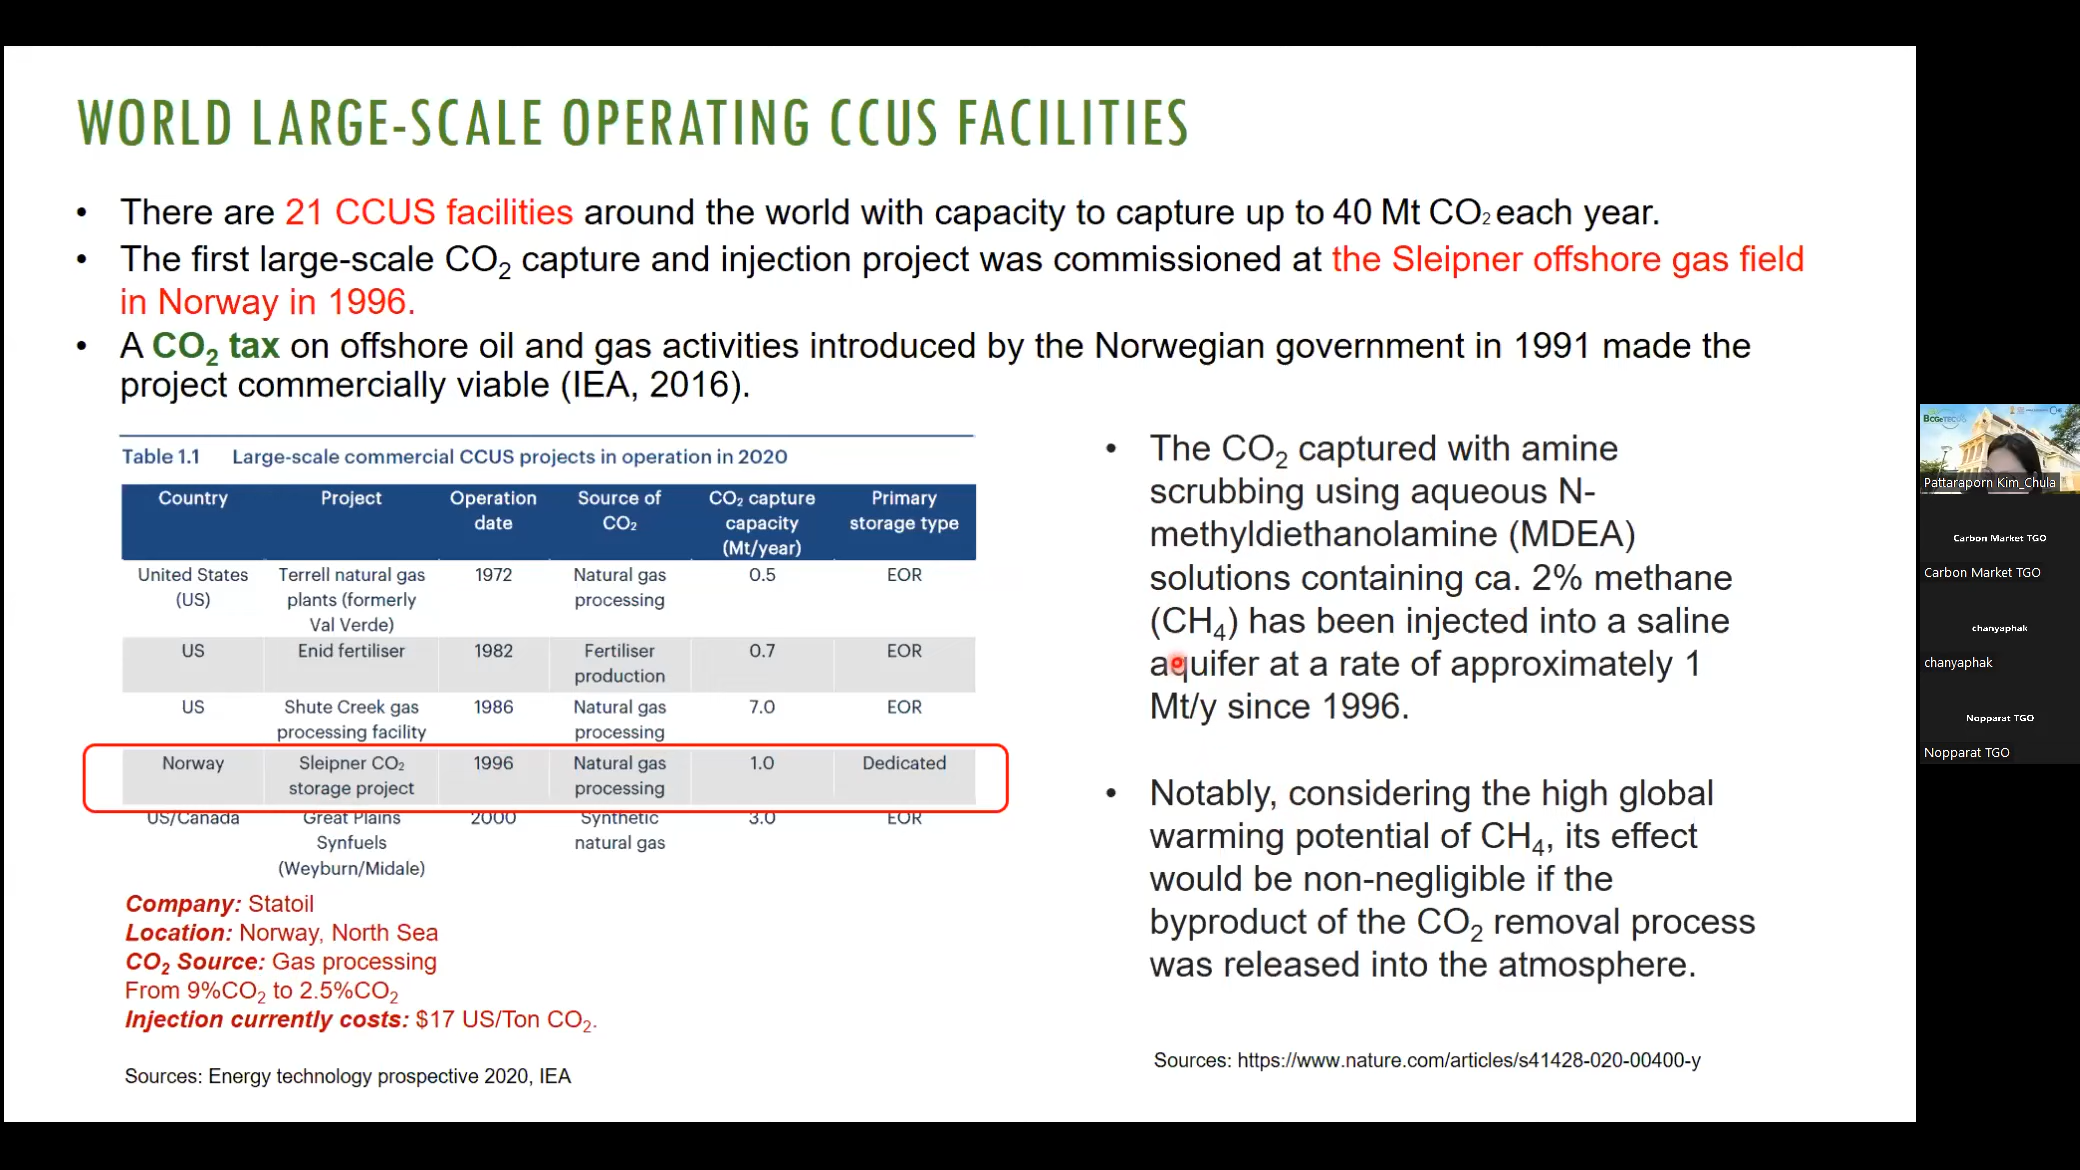 WORLD LARGE-SCALE OPERATING CCUS FACILITIES
• There are 21 CCUS facilities around the world with capacity to capture up to 40 Mt CO₂ each year.
• The first large-scale CO₂ capture and injection project was commissioned at the Sleipner offshore gas field
in Norway in 1996.
• A CO₂ tax on offshore oil and gas activities introduced by the Norwegian government in 1991 made the
project commercially viable (IEA, 2016).
Table 1.1 Large-scale commercial CCUS projects in operation in 2020
Country Project Operation date Source of CO₂ CO₂ capture capacity (Mt/year) Primary storage type
United States (US) Terrell natural gas plants (formerly Val Verde) 1972 Natural gas processing 0.5 EOR
US Enid fertiliser 1982 Fertiliser production 0.7 EOR
US Shute Creek gas processing facility 1986 Natural gas processing 7.0 EOR
Norway Sleipner CO₂ storage project 1996 Natural gas processing 1.0 Dedicated
US/Canada Great Plains Synfuels (Weyburn/Midale) 2000 Synthetic natural gas 3.0 EOR
Company: Statoil
Location: Norway, North Sea
CO₂ Source: Gas processing
From 9%CO₂ to 2.5%CO₂
Injection currently costs: $17 US/Ton CO₂.
Sources: Energy technology prospective 2020, IEA
• The CO₂ captured with amine
scrubbing using aqueous N-
methyldiethanolamine (MDEA)
solutions containing ca. 2% methane
(CH₄) has been injected into a saline
aquifer at a rate of approximately 1
Mt/y since 1996.
• Notably, considering the high global
warming potential of CH₄, its effect
would be non-negligible if the
byproduct of the CO₂ removal process
was released into the atmosphere.
Sources: https://www.nature.com/articles/s41428-020-00400-y
Pattaraporn Kim_Chula
Carbon Market TGO
Carbon Market TGO
chanyaphak
chanyaphak
Nopparat TGO
Nopparat TGO